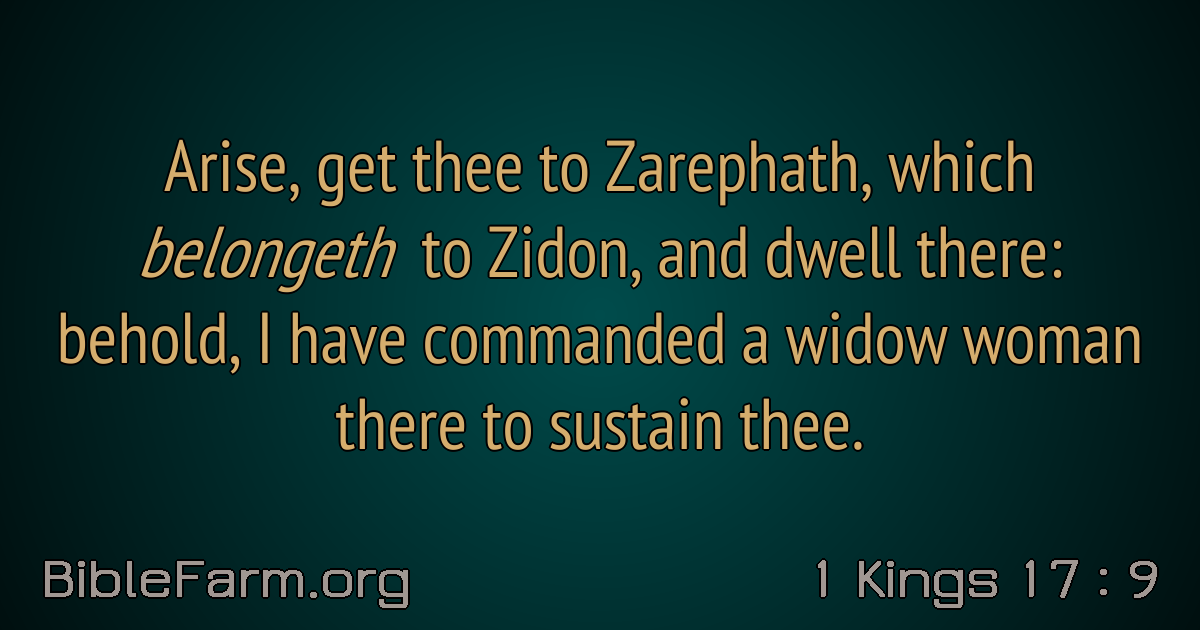 Arise, get thee to Zarephath, which
belongeth to Zidon, and dwell there:
behold, I have commanded a widow woman
there to sustain thee.
BibleFarm.org
1 Kings 17 : 9